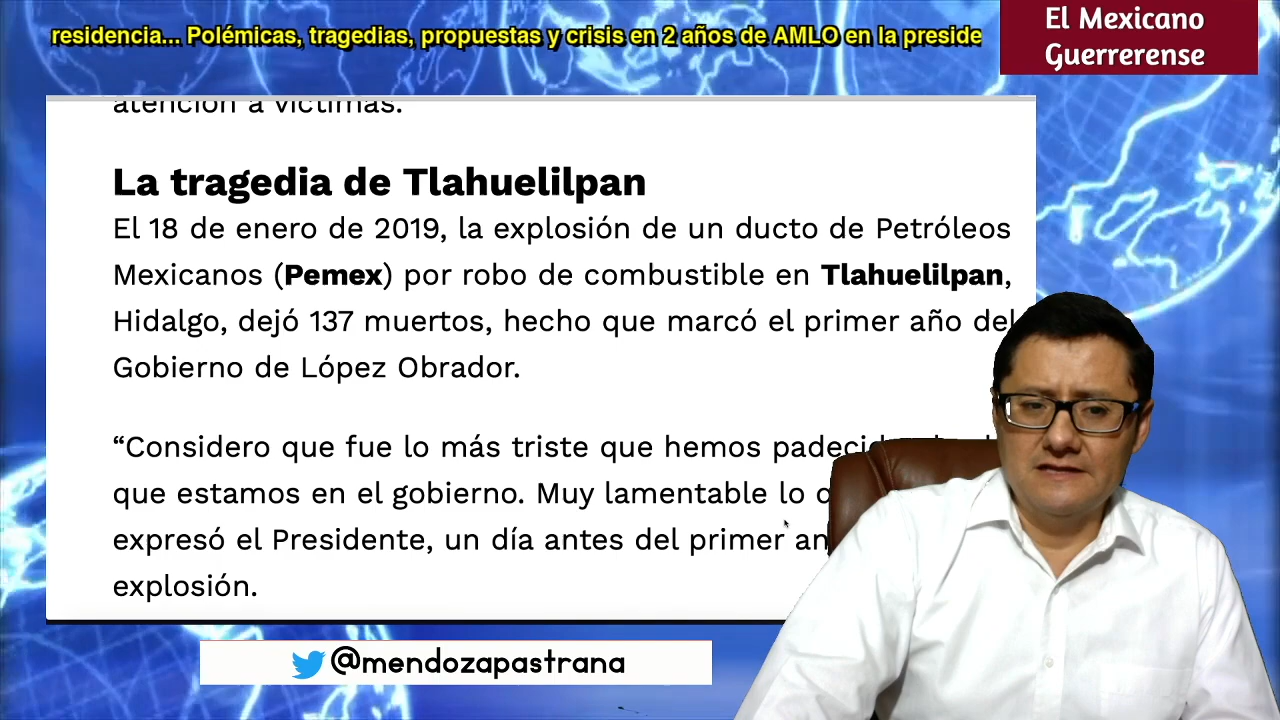 residencia... Polémicas, tragedias, propuestas y crisis en 2 años de AMLO en la preside
El Mexicano
Guerrerense
atención a víctimas.
La tragedia de Tlahuelilpan
El 18 de enero de 2019, la explosión de un ducto de Petróleos
Mexicanos (Pemex) por robo de combustible en Tlahuelilpan,
Hidalgo, dejó 137 muertos, hecho que marcó el primer año del
Gobierno de López Obrador.
“Considero que fue lo más triste que hemos
que estamos en el gobierno. Muy lamentable lo
expresó el Presidente, un día antes del primer
explosión.
@mendozapastrana